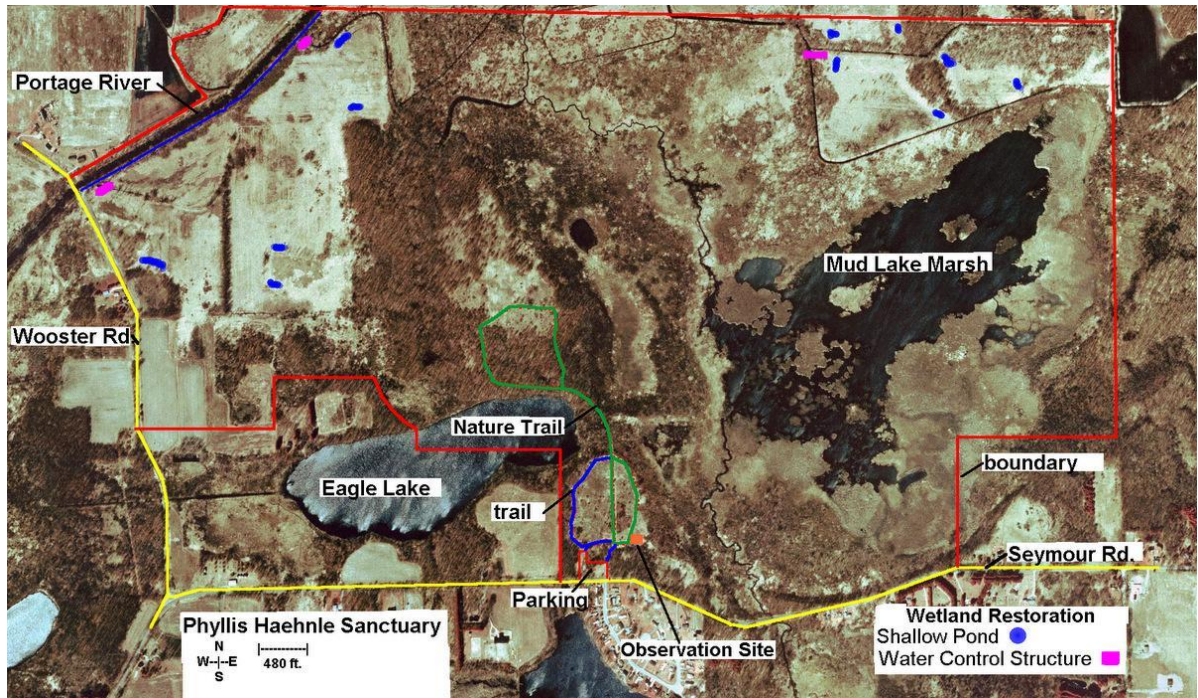 Portage River
Mud Lake Marsh
Wooster Rd
Nature Trail
boundary
Eagle Lake
trail
Seymour Rd.
Parking
Phyllis Haehnle Sanctuary
N
W--|--E
S
480 ft.
Observation Site
Wetland Restoration
Shallow Pond
Water Control Structure